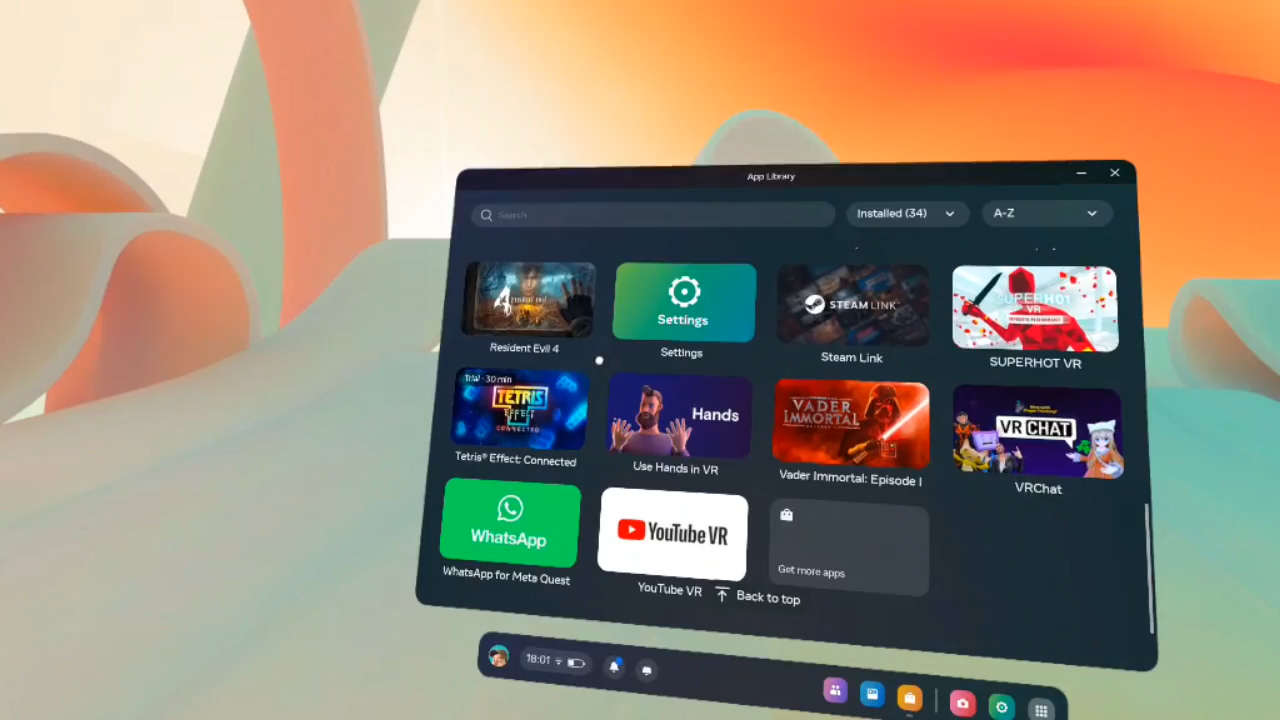 App Library
Search
Installed (34)
A-Z
Resident Evil 4
Settings
Settings
STEAM LINK
Steam Link
SUPERHOT
VR
SUPERHOT VR
Trial · 30 min
TETRIS
EFFECT
CONNECTED
Tetris® Effect: Connected
Hands
Use Hands in VR
VADER
IMMORTAL
Vader Immortal: Episode I
VRCHAT
VRChat
WhatsApp
WhatsApp for Meta Quest
YouTube VR
YouTube VR
Get more apps
Back to top
18:01